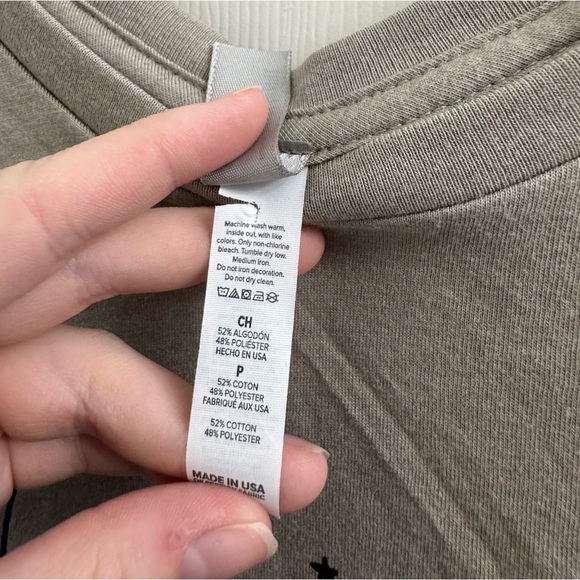 Machine wash warm,
inside out, with like
colors. Only non-chlorine
bleach. Tumble dry low.
Medium iron.
Do not iron decoration.
Do not dry clean.
CH
52% ALGODÓN
48% POLIÉSTER
HECHO EN USA
P
52% COTON
48% POLYESTER
FABRIQUÉ AUX USA
52% COTTON
48% POLYESTER
MADE IN USA
FABRIC